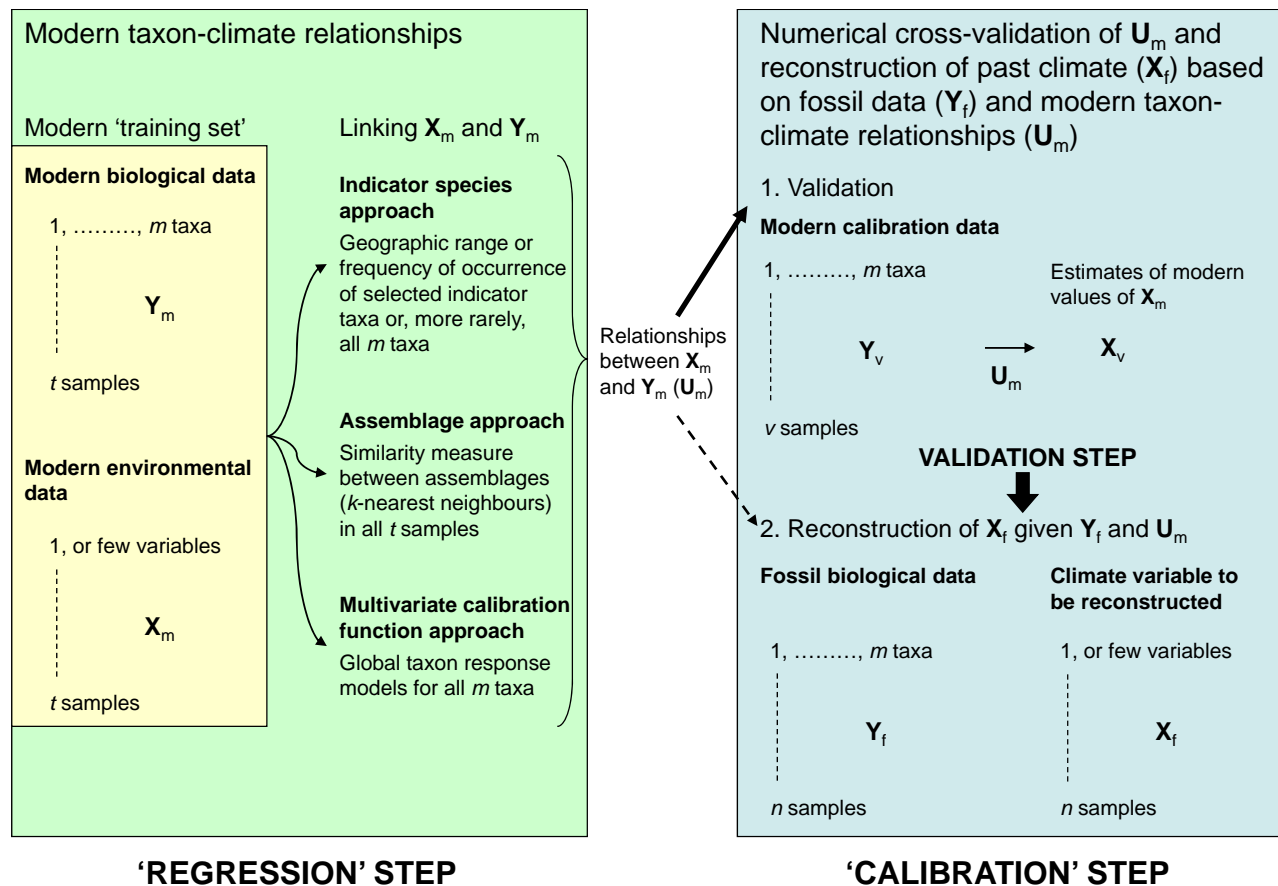 Modern taxon-climate relationships
Modern ‘training set’
Modern biological data
1, ………, m taxa
Ym
t samples
Modern environmental
data
1, or few variables
Xm
t samples
Linking Xm and Ym
Indicator species
approach
Geographic range or
frequency of occurrence
of selected indicator
taxa or, more rarely,
all m taxa
Assemblage approach
Similarity measure
between assemblages
(k-nearest neighbours)
in all t samples
Multivariate calibration
function approach
Global taxon response
models for all m taxa
‘REGRESSION’ STEP
Relationships
between Xm
and Ym (Um)
Numerical cross-validation of Um and
reconstruction of past climate (Xf) based
on fossil data (Yf) and modern taxon-
climate relationships (Um)
1. Validation
Modern calibration data
1, ………, m taxa
Yv
v samples
Um
Estimates of modern
values of Xm
Xv
VALIDATION STEP
2. Reconstruction of Xf given Yf and Um
Fossil biological data
1, ………, m taxa
Yf
n samples
Climate variable to
be reconstructed
1, or few variables
Xf
n samples
‘CALIBRATION’ STEP